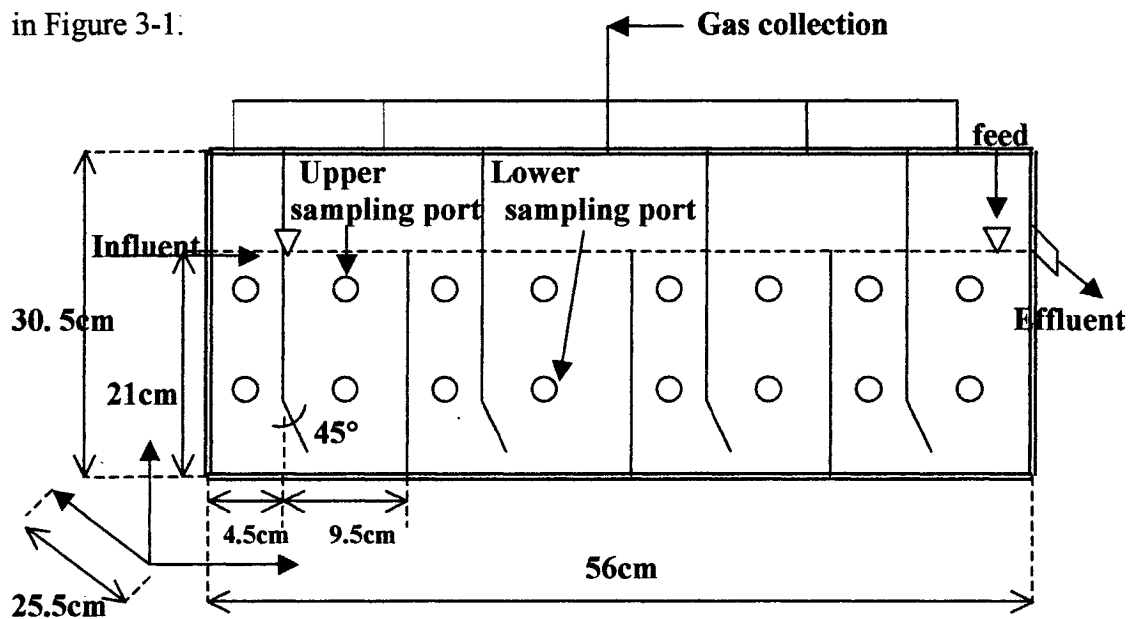 in Figure 3-1.
Gas collection
feed
Upper
sampling port
Lower
sampling port
Influent
30. 5cm
Effluent
21cm
45°
4.5cm
9.5cm
56cm
25.5cm